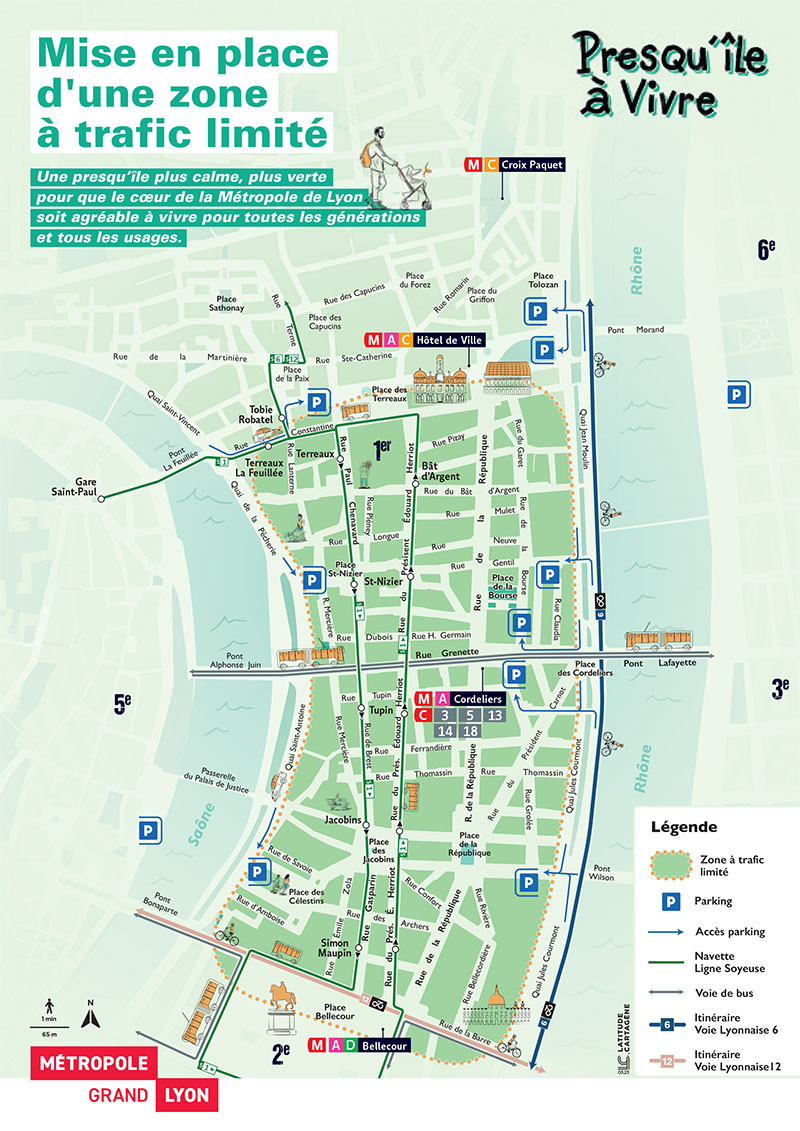 Mise en place
d'une zone
à trafic limité
Presqu'île
à Vivre
Une presqu'île plus calme, plus verte
pour que le cœur de la Métropole de Lyon
soit agréable à vivre pour toutes les générations
et tous les usages.
M C Croix Paquet
6e
Rhône
Place
Sathonay
Rue Terme
Rue des Capucins
Place
du Forez
Rue Romarin
Place du
Griffon
Place
Tolozan
P
Place des
Capucins
Pont Morand
Rue de la Martinière
S6 S12
Rue Ste-Catherine
M A C Hôtel de Ville
P
Place
de la Paix
Place des
Terreaux
P
P
Quai Saint-Vincent
Tobie
Robatel
Constantine
Rue
1er
Pont
La Feuillée
S1
Terreaux
La Feuillée
Terreaux
Rue Lanterne
Rue Paul Chenavard
Rue Pléney
Rue Pizay
Bât
d'Argent
Rue du Bât d'Argent
Rue du Garet
Quai Jean Moulin
Gare
Saint-Paul
Quai de la Pêcherie
Longue
Mulet
Neuve
Gentil
Rue de la République
Rue de la Bourse
Rue du Présisent Édouard Herriot
Place
St-Nizier
St-Nizier
P
P
Place
de la
Bourse
Rue Claudia
R. Mercière
S1
6
P
Rue Dubois
Rue H. Germain
S1
Rue Grenette
Pont
Alphonse Juin
Place
des Cordeliers
Pont Lafayette
P
5e
3e
M A Cordeliers
C 3 5 13
14 18
Rue Tupin
Tupin
Quai Saint-Antoine
Rue Mercière
Rue de Brest
Rue du Prés. Édouard Herriot
Ferrandière
Rue Thomassin
R. de la République
Rue du Président Carnot
Rue Thomassin
Rue Grolée
Quai Jules Courmont
Rhône
Passerelle
du Palais de Justice
S1
Saône
P
Jacobins
Place
des
Jacobins
S1
Place
de la
République
P
Rue de Savoie
Place des
Célestins
P
Pont
Wilson
Pont
Bonaparte
Rue d'Amboise
Rue Émile Zola
Rue Gasparin
Rue des Archers
Rue Confort
Rue Rivière
Rue de la République
Rue du Prés. É. Herriot
Simon
Maupin
Rue Bellecordière
Quai Jules Courmont
12
Place
Bellecour
Rue de la Barre
6
S1
2e
M A D Bellecour
1 min
65 m
N
LATITUDE
CARTAGÈNE
Légende
Zone à trafic
limité
P Parking
Accès parking
Navette
Ligne Soyeuse
Voie de bus
6 Itinéraire
Voie Lyonnaise 6
12 Itinéraire
Voie Lyonnaise12
MÉTROPOLE
GRAND LYON